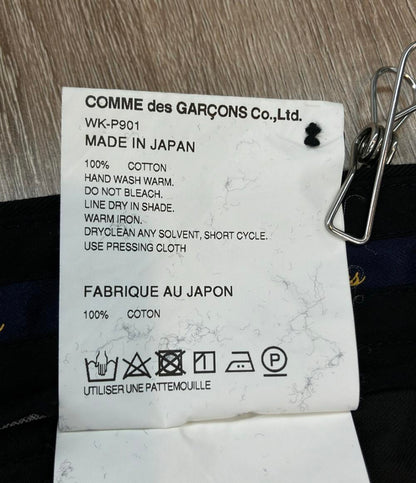 COMME des GARÇONS Co.,Ltd.
WK-P901
MADE IN JAPAN
100% COTTON
HAND WASH WARM.
DO NOT BLEACH.
LINE DRY IN SHADE.
WARM IRON.
DRYCLEAN ANY SOLVENT, SHORT CYCLE.
USE PRESSING CLOTH
FABRIQUE AU JAPON
100% COTON
P
UTILISER UNE PATTEMOUILLE